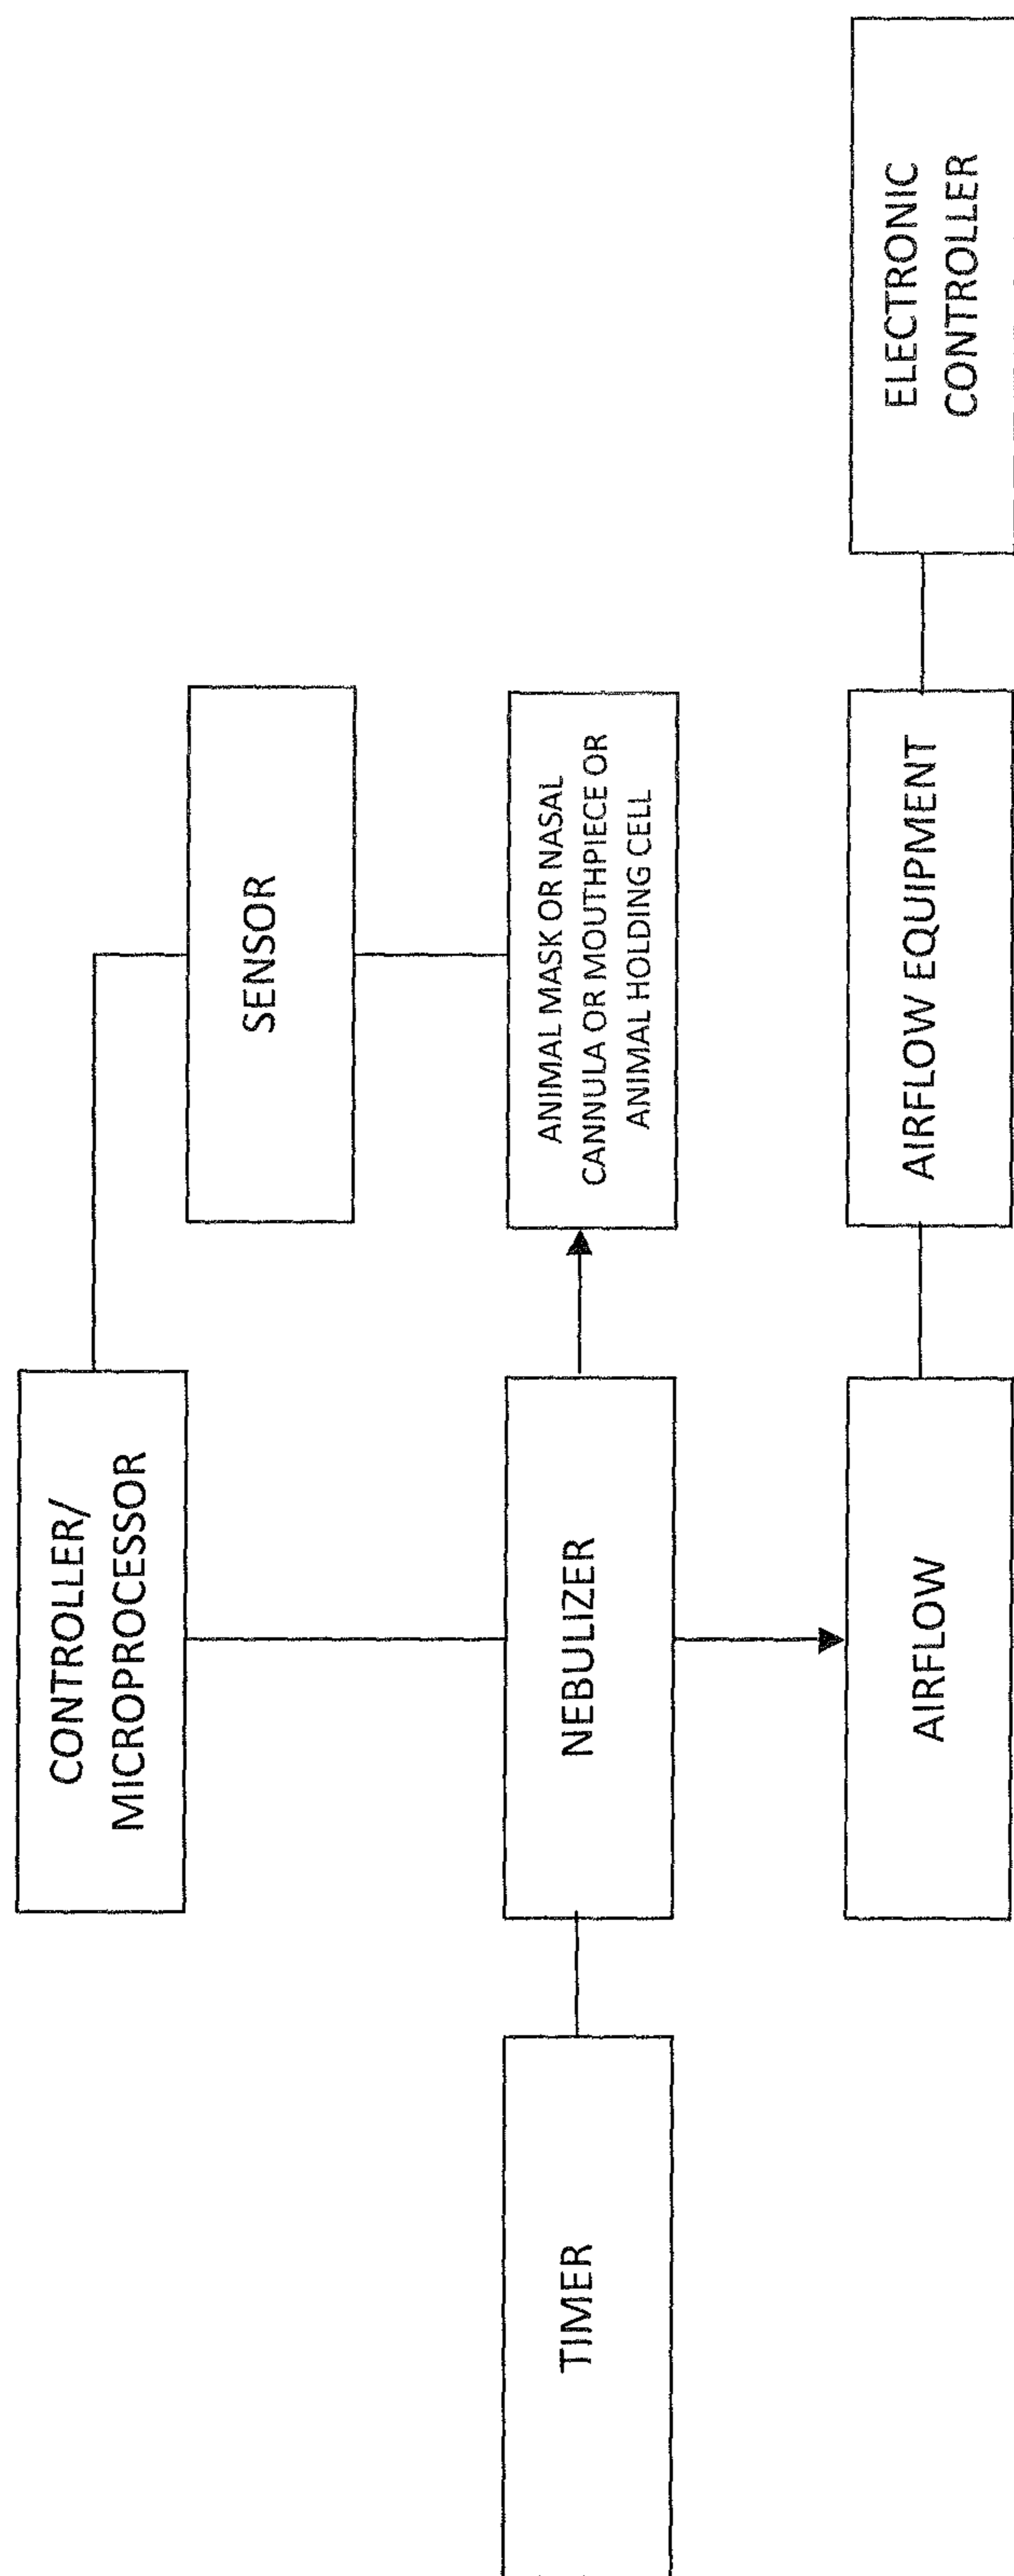 CONTROLLER/
MICROPROCESSOR
SENSOR
TIMER
NEBULIZER
ANIMAL MASK OR NASAL
CANNULA OR MOUTHPIECE OR
ANIMAL HOLDING CELL
AIRFLOW
AIRFLOW EQUIPMENT
ELECTRONIC
CONTROLLER